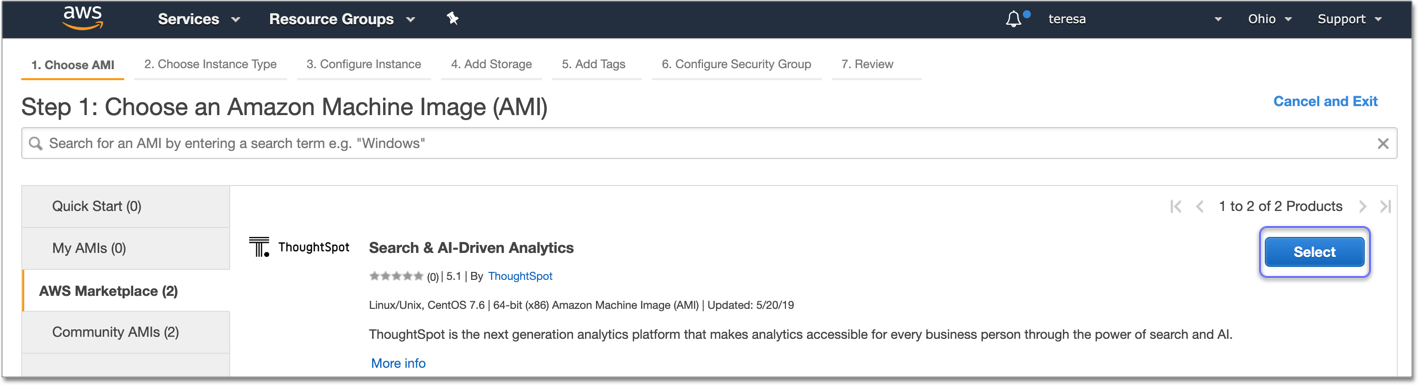 aws Services Resource Groups teresa Ohio Support
1. Choose AMI 2. Choose Instance Type 3. Configure Instance 4. Add Storage 5. Add Tags 6. Configure Security Group 7. Review
Step 1: Choose an Amazon Machine Image (AMI) Cancel and Exit
Search for an AMI by entering a search term e.g. "Windows"
Quick Start (0)
My AMIs (0)
AWS Marketplace (2)
Community AMIs (2)
1 to 2 of 2 Products
ThoughtSpot Search & AI-Driven Analytics Select
(0) | 5.1 | By ThoughtSpot
Linux/Unix, CentOS 7.6 | 64-bit (x86) Amazon Machine Image (AMI) | Updated: 5/20/19
ThoughtSpot is the next generation analytics platform that makes analytics accessible for every business person through the power of search and AI.
More info